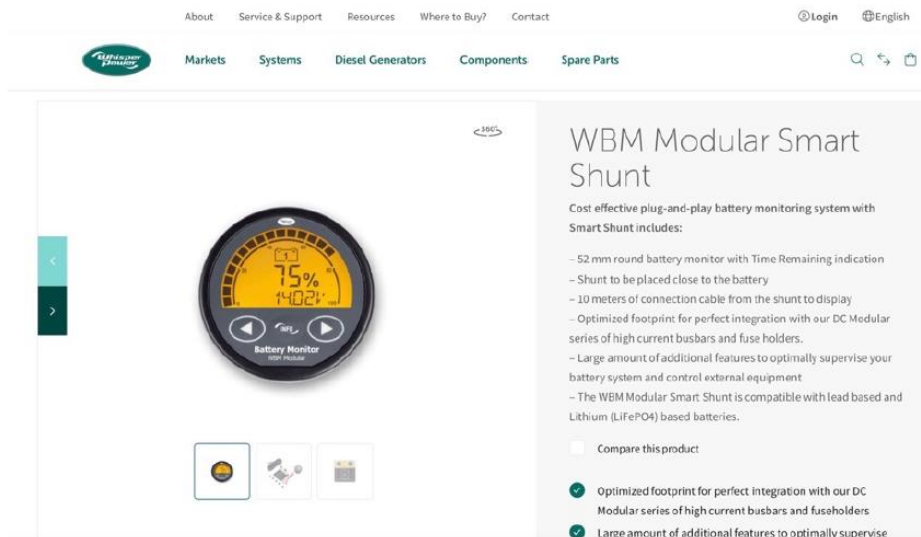 About Service & Support Resources Where to Buy? Contact Login English
Whisper Power Markets Systems Diesel Generators Components Spare Parts
360°
WBM Modular Smart
Shunt
Cost effective plug-and-play battery monitoring system with
Smart Shunt includes:
– 52 mm round battery monitor with Time Remaining indication
– Shunt to be placed close to the battery
– 10 meters of connection cable from the shunt to display
– Optimized footprint for perfect integration with our DC Modular
series of high current busbars and fuse holders.
– Large amount of additional features to optimally supervise your
battery system and control external equipment
– The WBM Modular Smart Shunt is compatible with lead based and
Lithium (LiFePO4) based batteries.
Compare this product
Optimized footprint for perfect integration with our DC
Modular series of high current busbars and fuseholders
Large amount of additional features to optimally supervise
1
75%
14.02V
INFO
Battery Monitor
WBM Modular